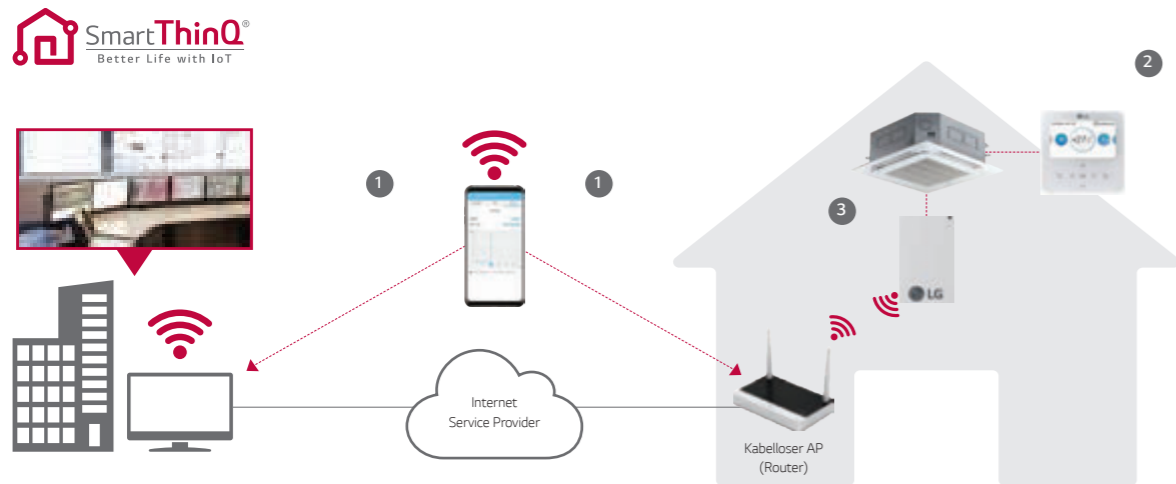 SmartThinQ®
Better Life with IoT
2
1
1
3
LG
Internet
Service Provider
Kabelloser AP
(Router)